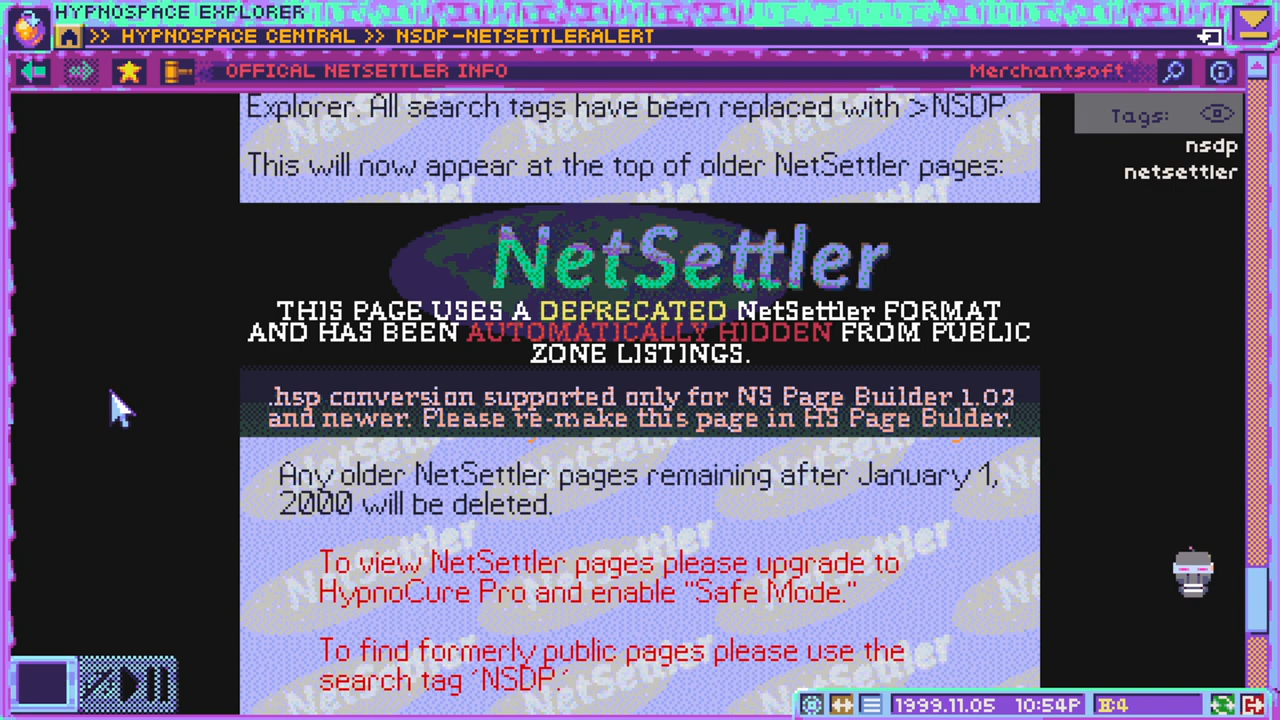 HYPNOSPACE EXPLORER
>> HYPNOSPACE CENTRAL >> NSDP-NETSETTLERALERT
OFFICAL NETSETTLER INFO
Merchantsoft
Explorer. All search tags have been replaced with >NSDP.
This will now appear at the top of older NetSettler pages:
Tags:
nsdp
netsettler
NetSettler
THIS PAGE USES A DEPRECATED NetSettler FORMAT
AND HAS BEEN AUTOMATICALLY HIDDEN FROM PUBLIC
ZONE LISTINGS.
.hsp conversion supported only for NS Page Builder 1.02
and newer. Please re-make this page in HS Page Bulder.
Any older NetSettler pages remaining after January 1,
2000 will be deleted.
To view NetSettler pages please upgrade to
HypnoCure Pro and enable "Safe Mode."
To find formerly public pages please use the
search tag 'NSDP.'
1999.11.05 10:54P
:4